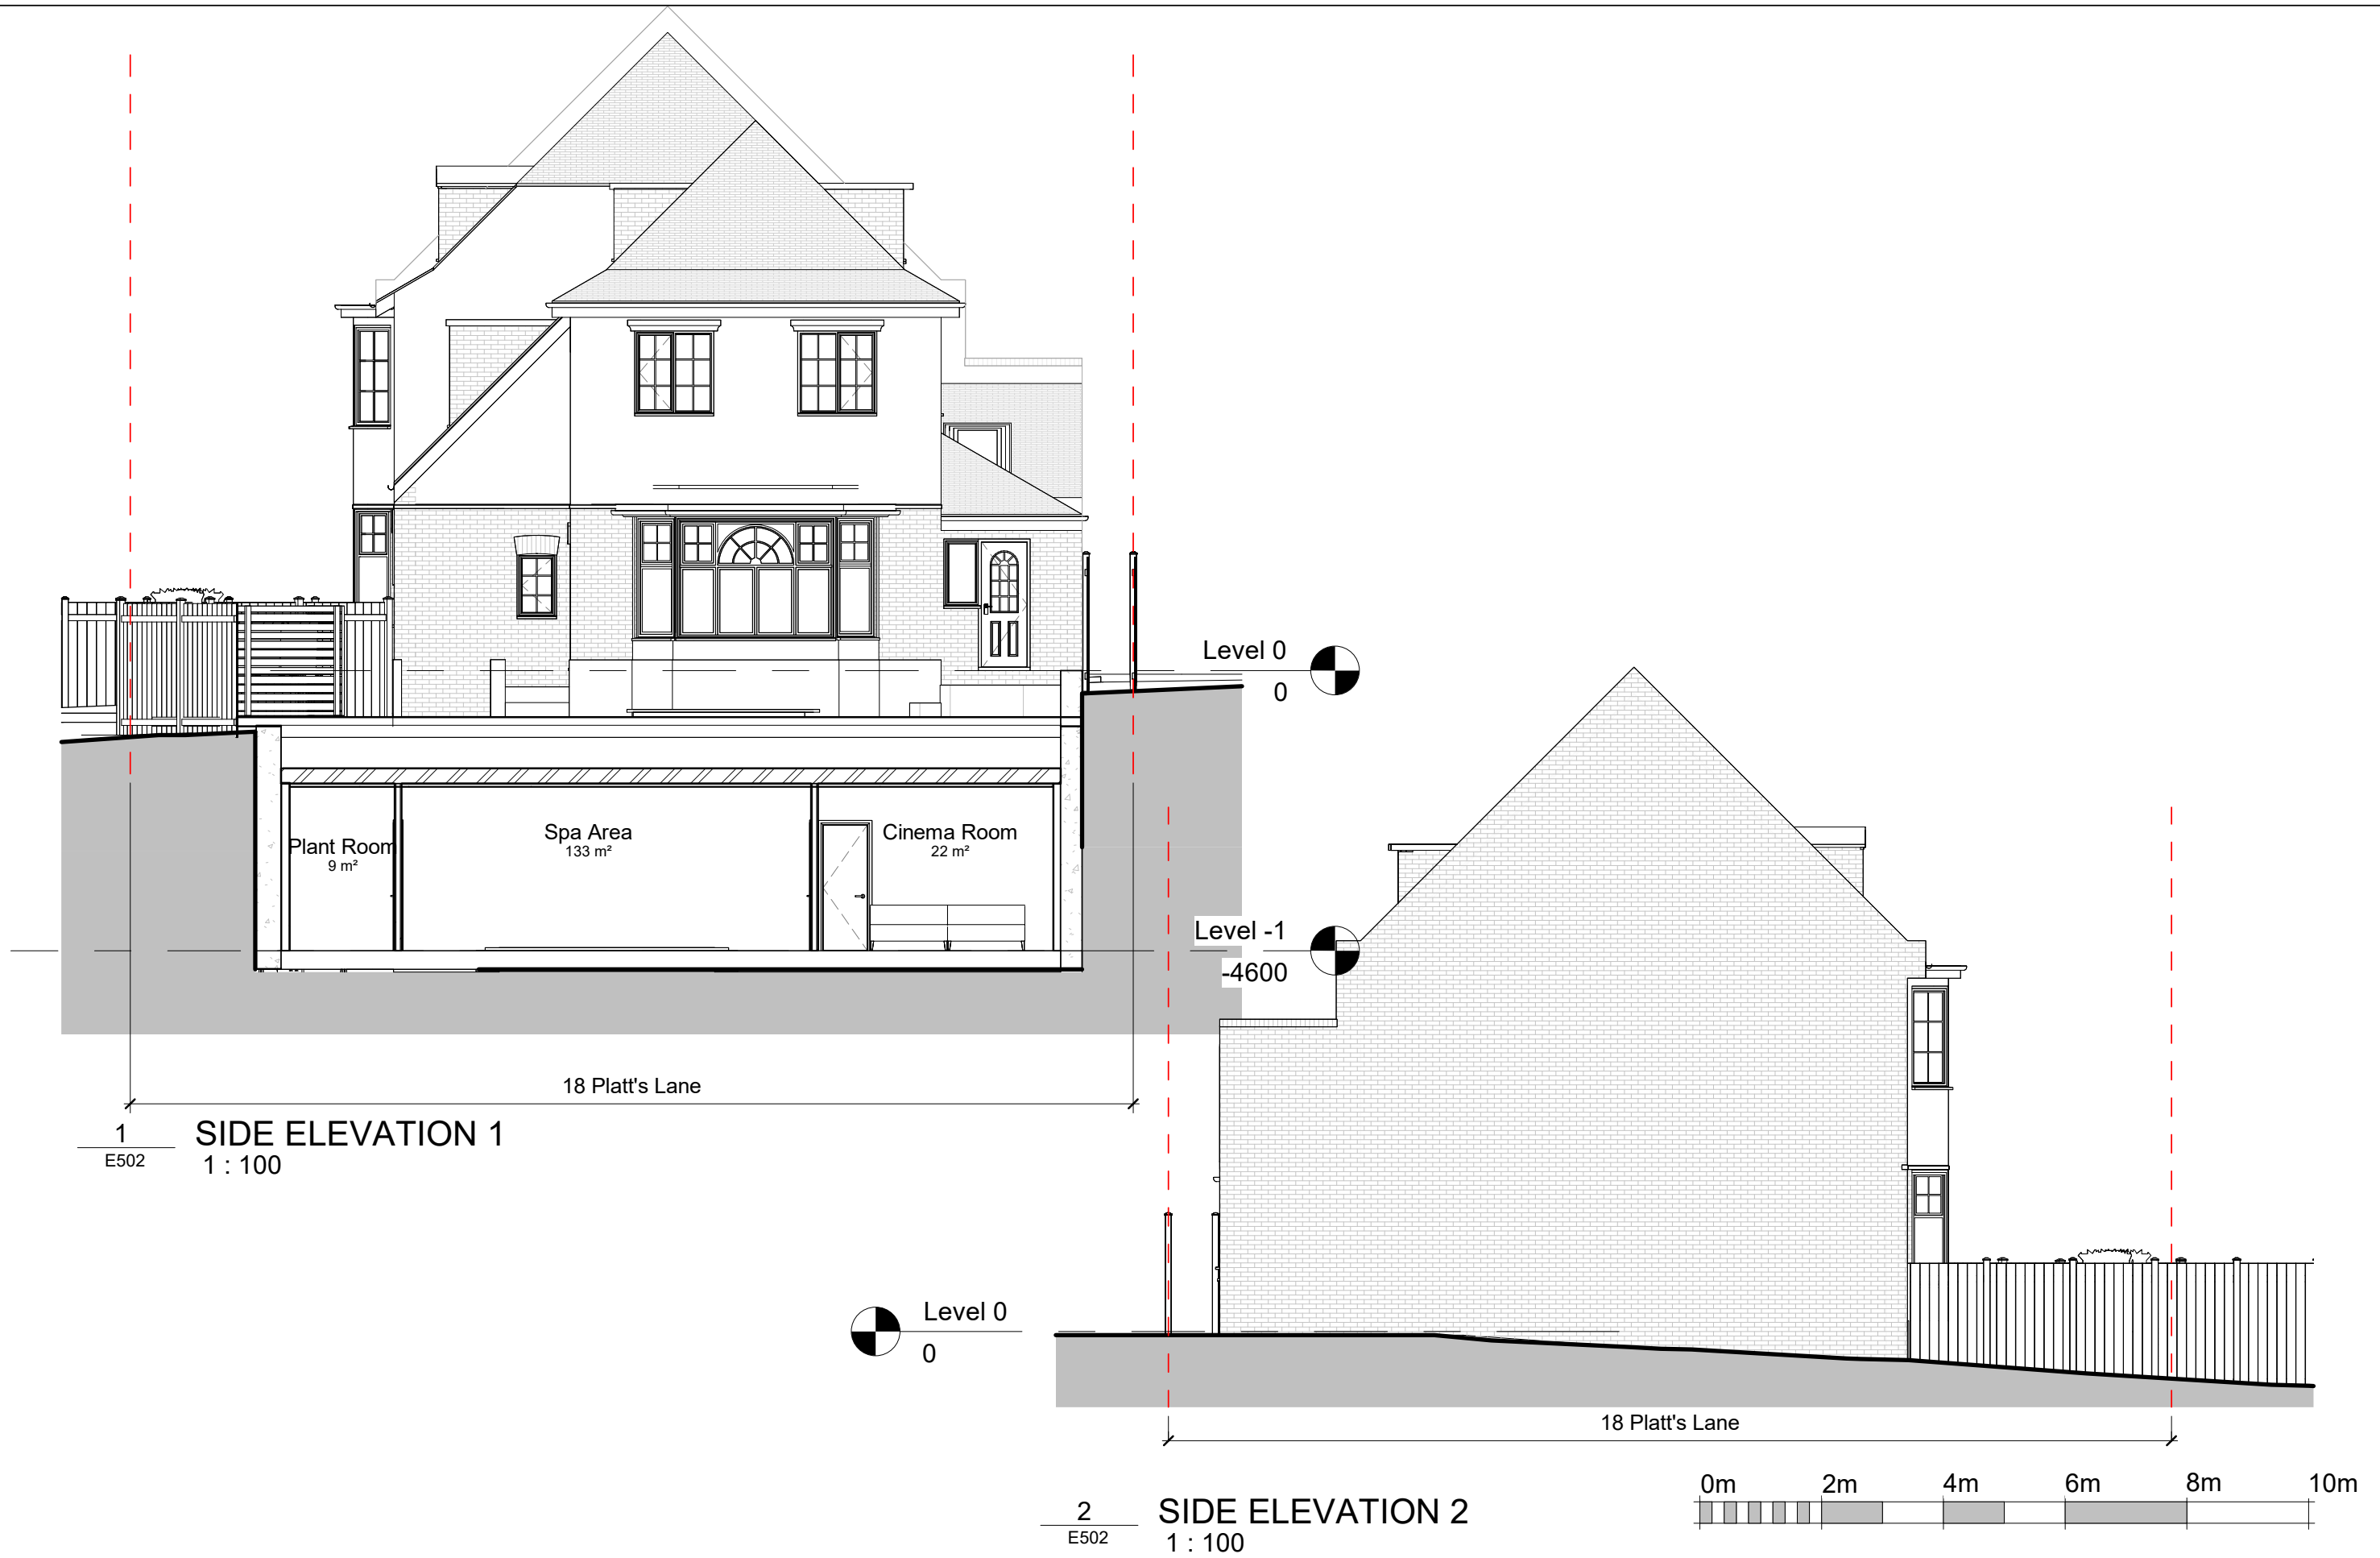 Level 0
0
Plant Room
9 m²
Spa Area
133 m²
Cinema Room
22 m²
Level -1
-4600
18 Platt's Lane
1
E502
SIDE ELEVATION 1
1 : 100
Level 0
0
18 Platt's Lane
2
E502
SIDE ELEVATION 2
1 : 100
0m 2m 4m 6m 8m 10m